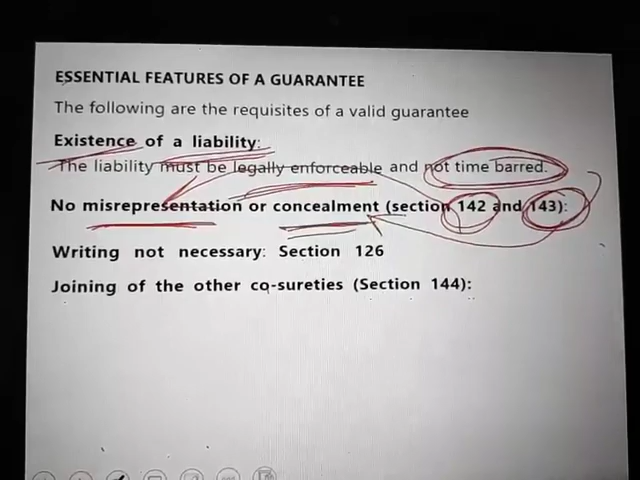 ESSENTIAL FEATURES OF A GUARANTEE
The following are the requisites of a valid guarantee
Existence of a liability:
The liability must be legally enforceable and not time barred.
No misrepresentation or concealment (section 142 and 143):
Writing not necessary: Section 126
Joining of the other co-sureties (Section 144):